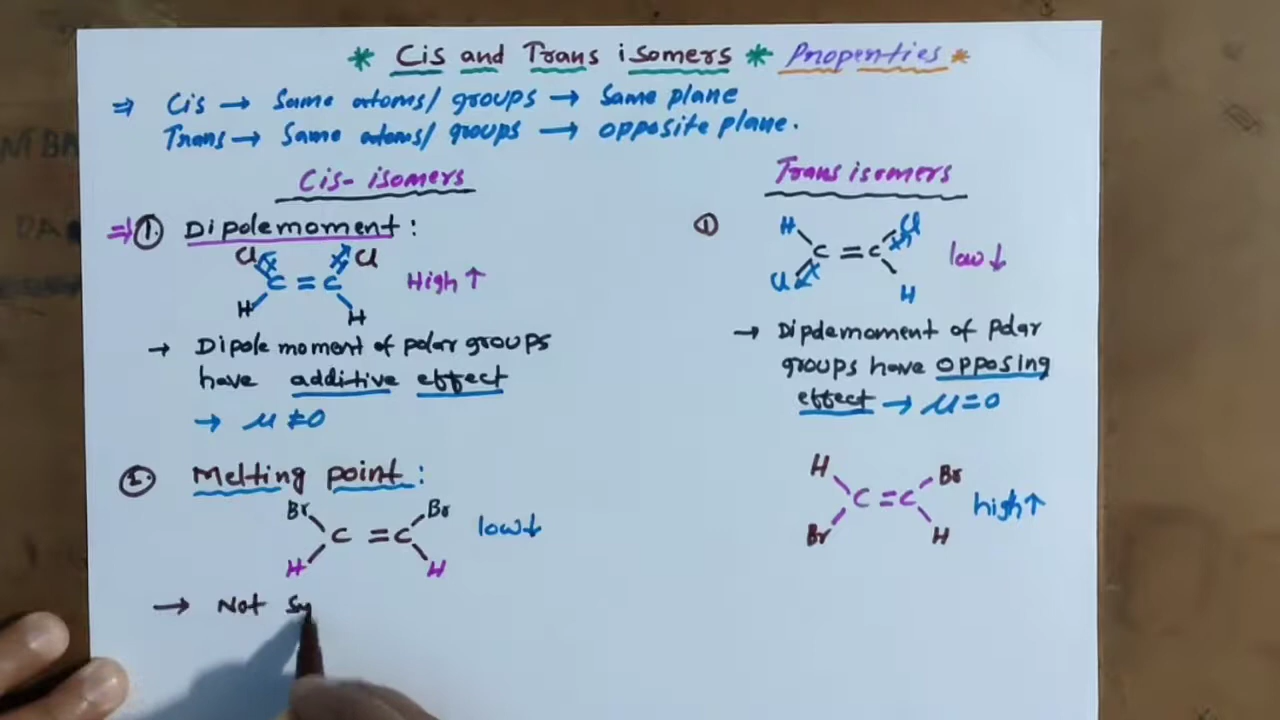 * Cis and Trans isomers * Properties *
⇒ Cis → Same atoms/ groups → Same plane
Trans → Same atoms/ groups → opposite plane.
Cis- isomers
⇒ ①. Dipolemoment:
Cl Cl
C = C High ↑
H H
→ Dipole moment of polar groups
have additive effect
→ μ ≠ 0
②. Melting point:
Br Br
C = C low ↓
H H
→ Not Sy
Trans isomers
①
H Cl
C = C low ↓
Cl H
→ Dipolemoment of polar
groups have opposing
effect → μ = 0
H Br
C = C high ↑
Br H